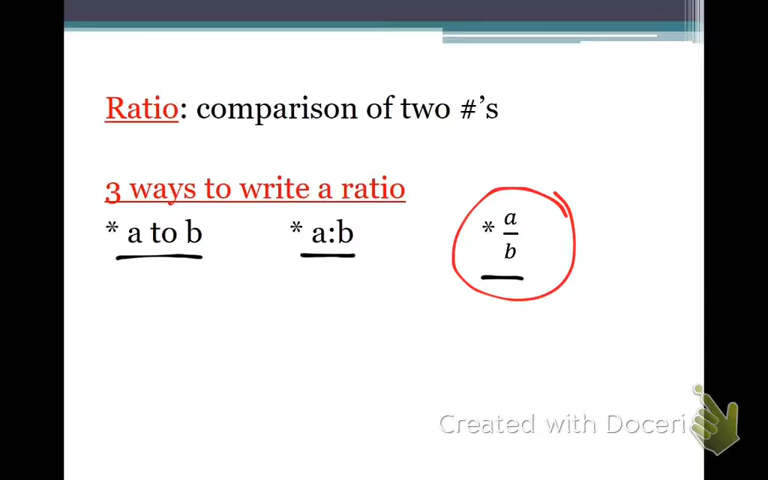 Ratio: comparison of two #'s
3 ways to write a ratio
* a to b * a:b * a/b
Created with Doceri